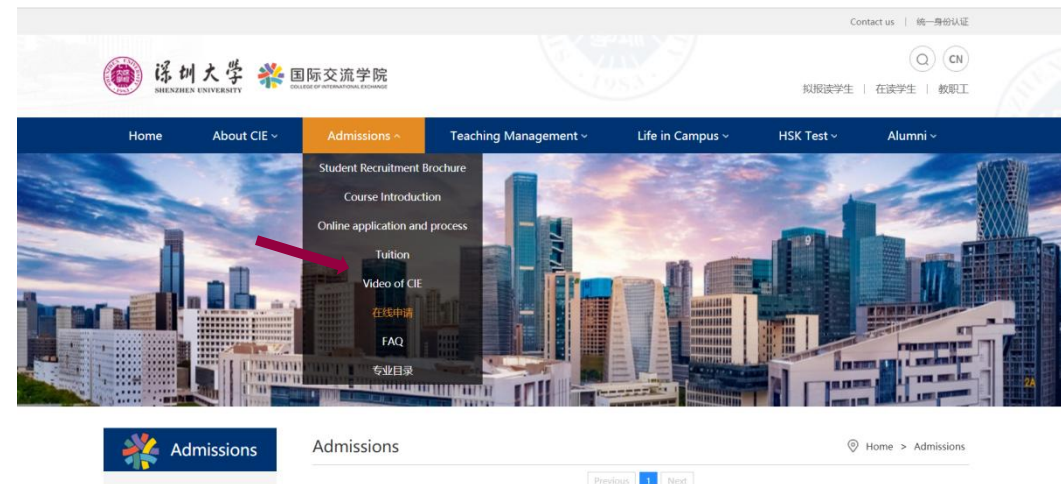 Contact us | 统一身份认证
深圳大学 SHENZHEN UNIVERSITY 国际交流学院 COLLEGE OF INTERNATIONAL EXCHANGE
CN
拟报读学生 | 在读学生 | 教职工
Home About CIE Admissions Teaching Management Life in Campus HSK Test Alumni
Student Recruitment Brochure
Course Introduction
Online application and process
Tuition
Video of CIE
在线申请
FAQ
专业目录
2A
Admissions
Admissions
Home > Admissions
Previous 1 Next